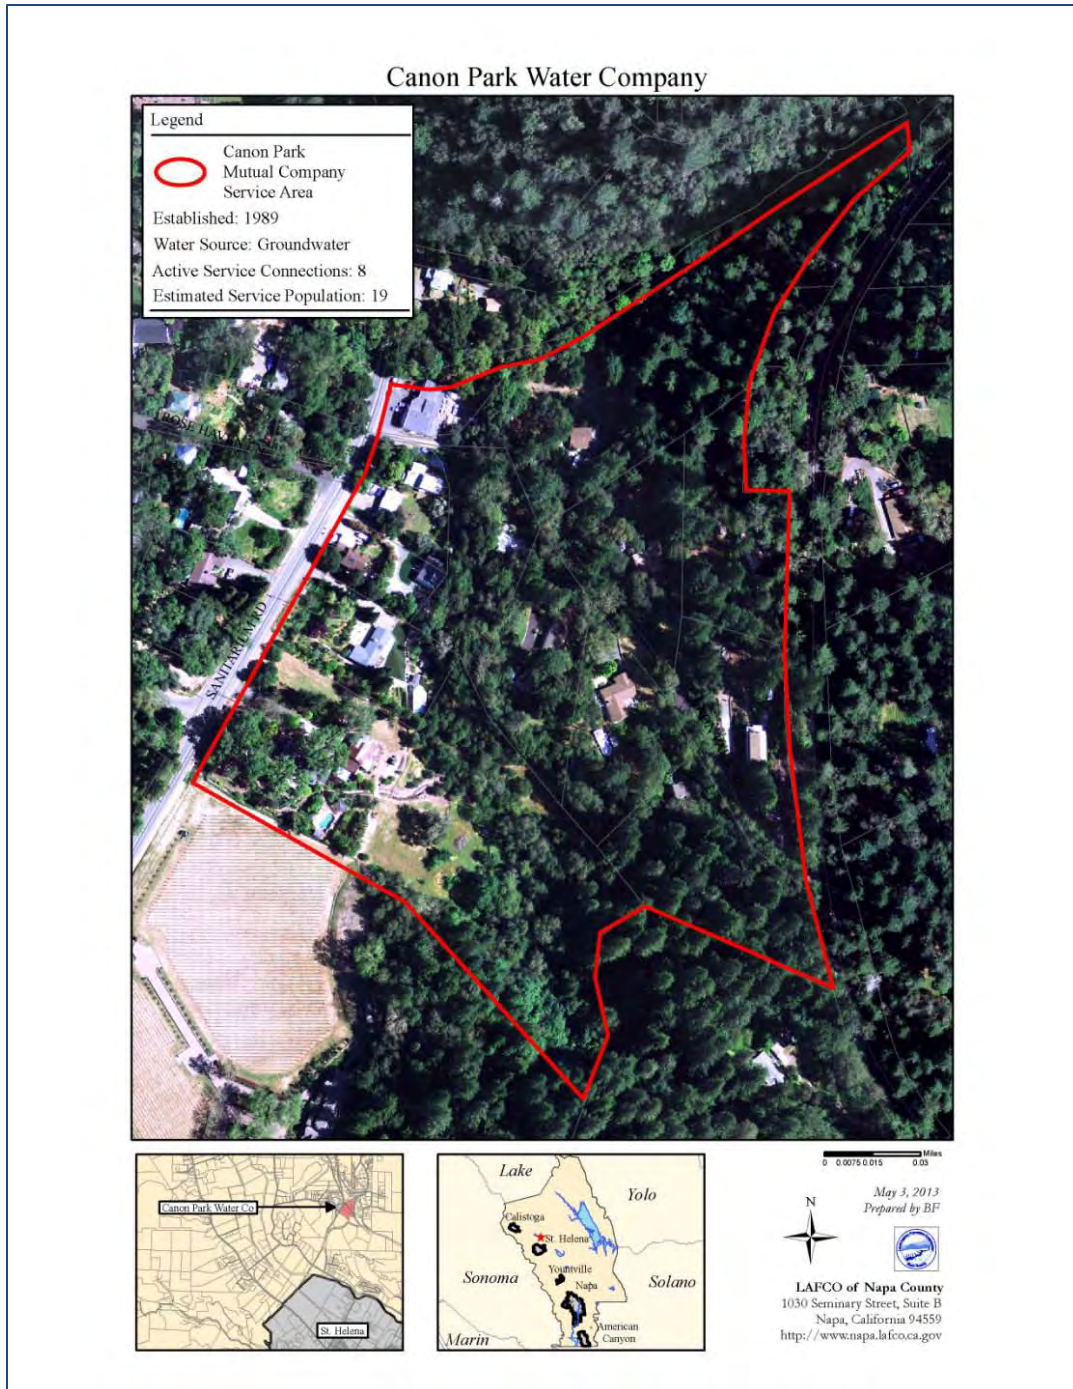 Canon Park Water Company
Legend
Canon Park
Mutual Company
Service Area
Established: 1989
Water Source: Groundwater
Active Service Connections: 8
Estimated Service Population: 19
SANITARIUM RD
Canon Park Water Co
St. Helena
Lake
Yolo
Calistoga
St. Helena
Sonoma
Yountville
Napa
Solano
American
Canyon
Marin
Miles
0 0.0075 0.015 0.03
May 3, 2013
Prepared by BF
N
LAFCO of Napa County
1030 Seminary Street, Suite B
Napa, California 94559
http://www.napa.lafco.ca.gov